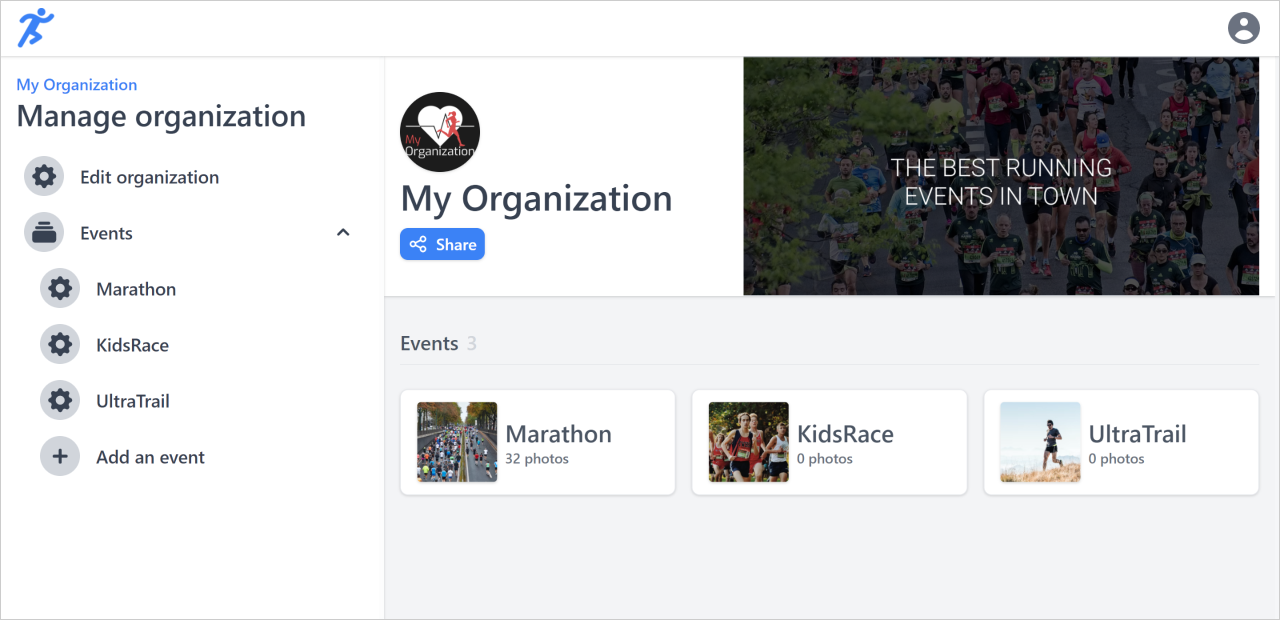 My Organization
Manage organization
Edit organization
Events
Marathon
KidsRace
UltraTrail
Add an event
My
Organization
My Organization
Share
THE BEST RUNNING
EVENTS IN TOWN
Events 3
Marathon
32 photos
KidsRace
0 photos
UltraTrail
0 photos